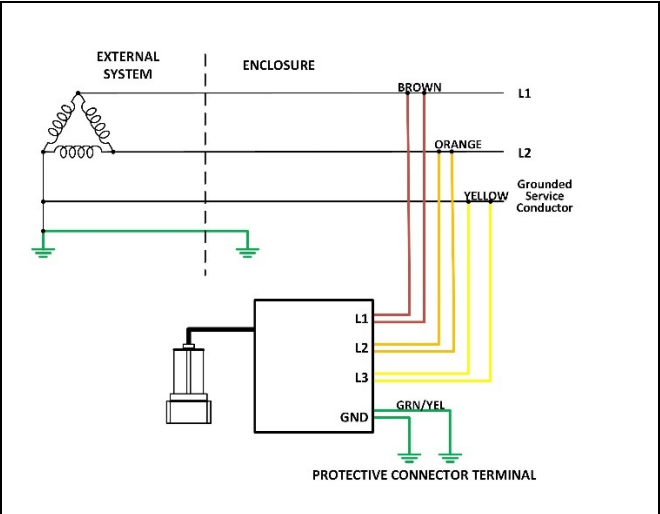 EXTERNAL
SYSTEM
ENCLOSURE
BROWN
L1
ORANGE
L2
YELLOW
Grounded
Service
Conductor
L1
L2
L3
GRN/YEL
GND
PROTECTIVE CONNECTOR TERMINAL